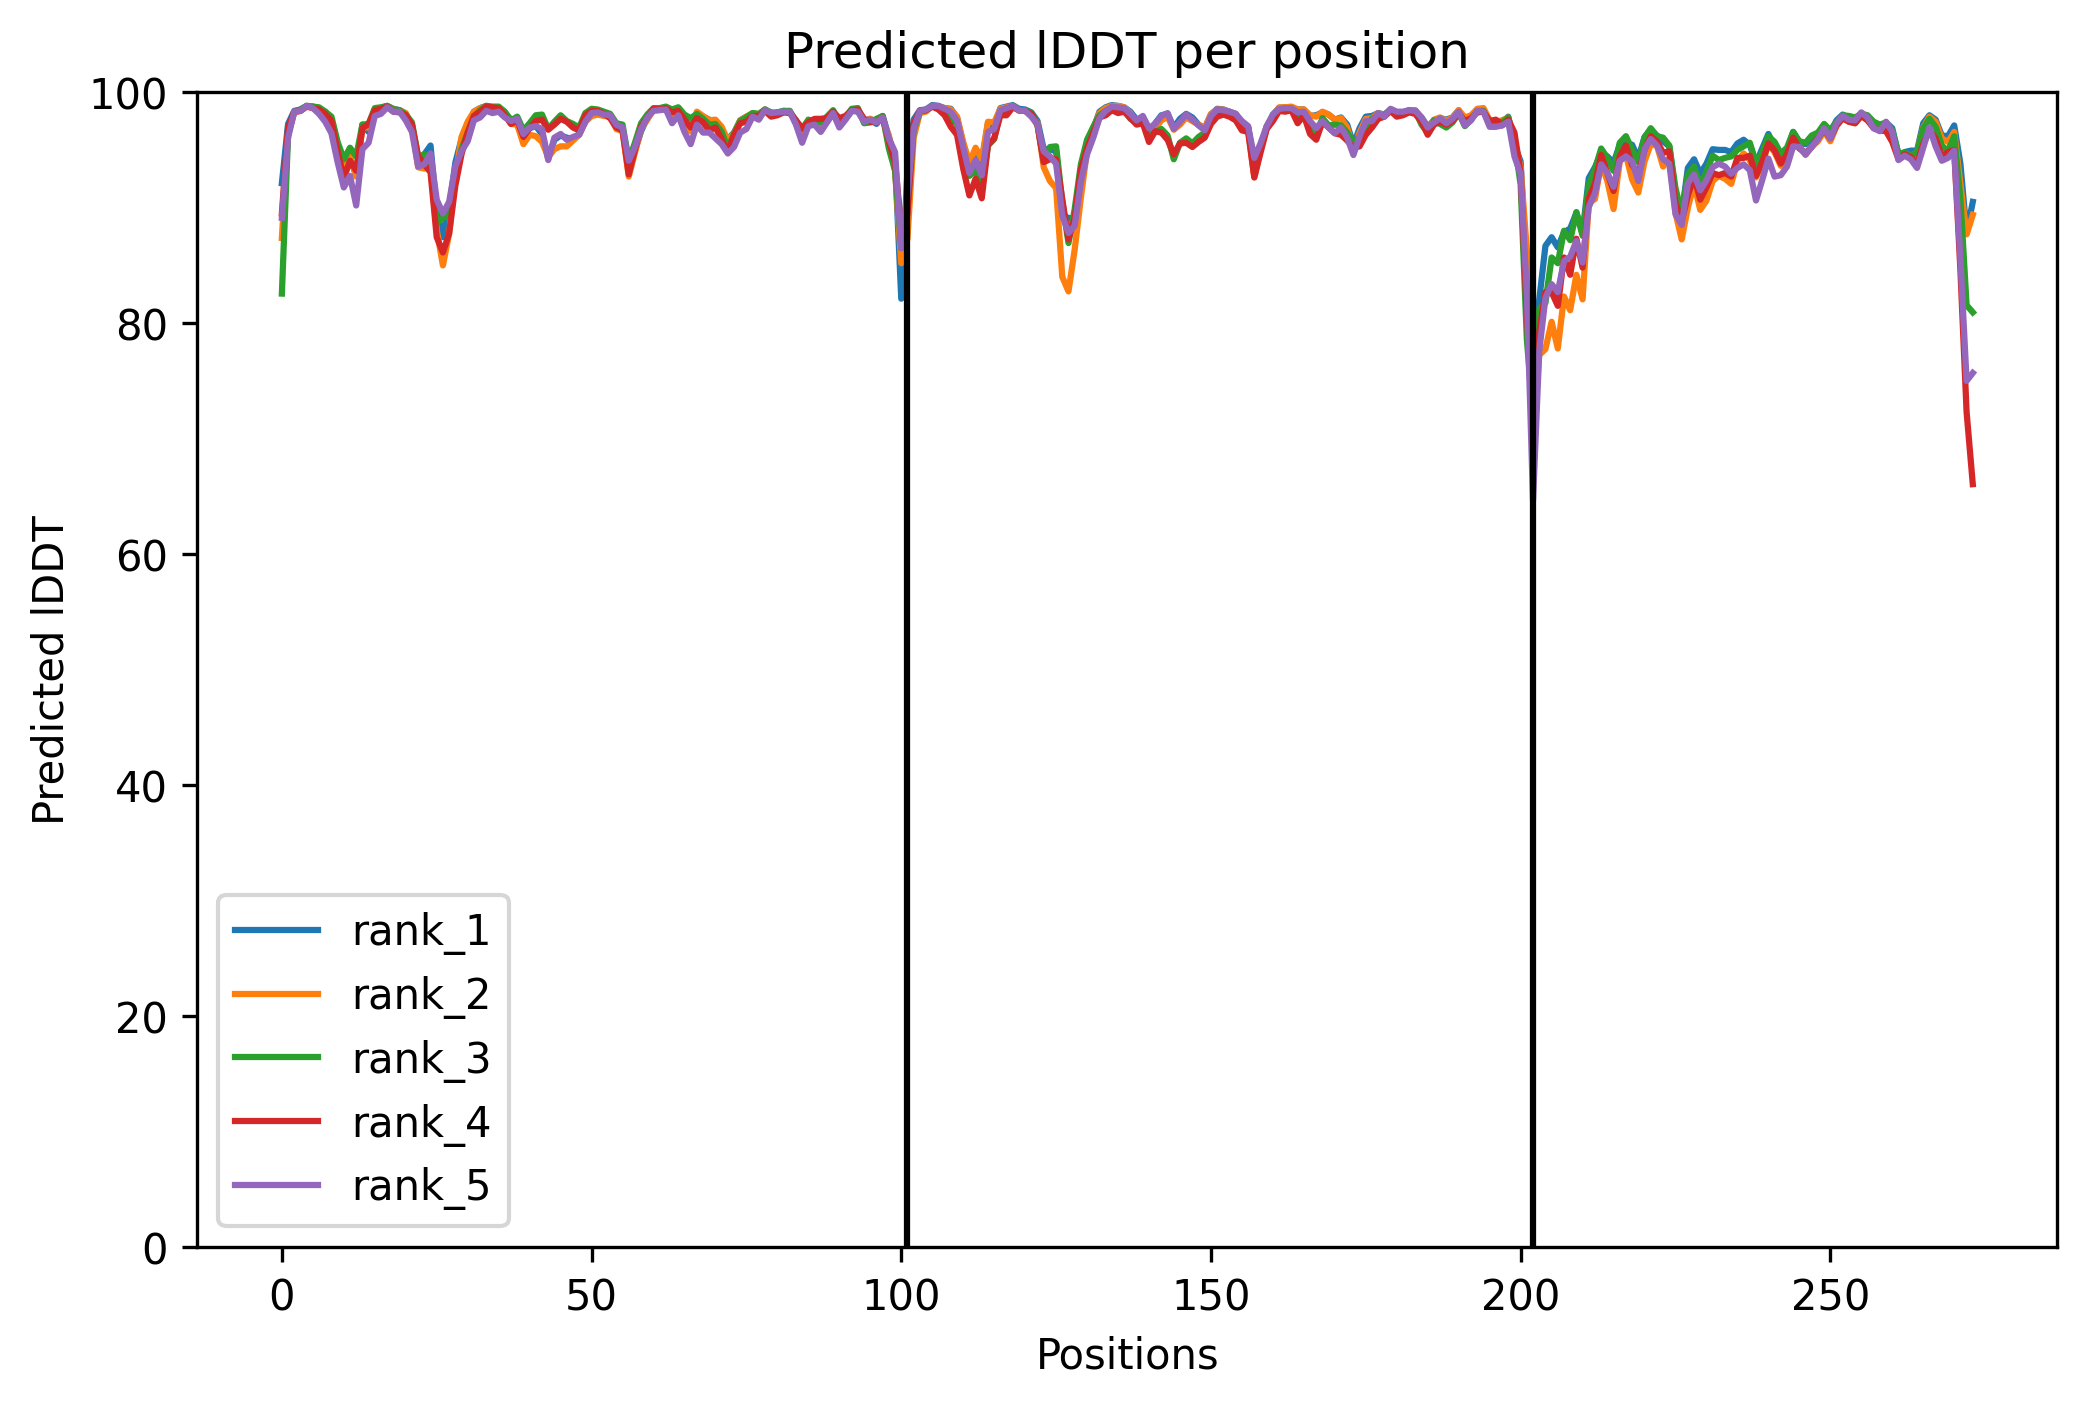 Predicted lDDT per position
100
80
60
40
20
0
Predicted lDDT
rank_1
rank_2
rank_3
rank_4
rank_5
0 50 100 150 200 250
Positions